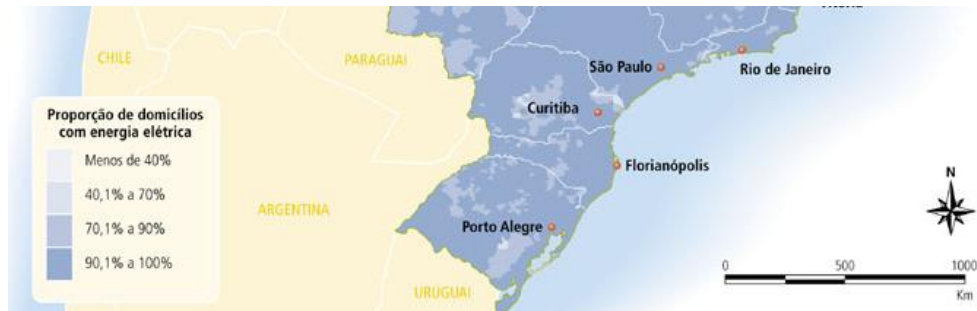 CHILE
PARAGUAI
São Paulo
Rio de Janeiro
Curitiba
Proporção de domicílios
com energia elétrica
Menos de 40%
40,1% a 70%
70,1% a 90%
90,1% a 100%
Florianópolis
ARGENTINA
Porto Alegre
URUGUAI
N
0 500 1000
Km